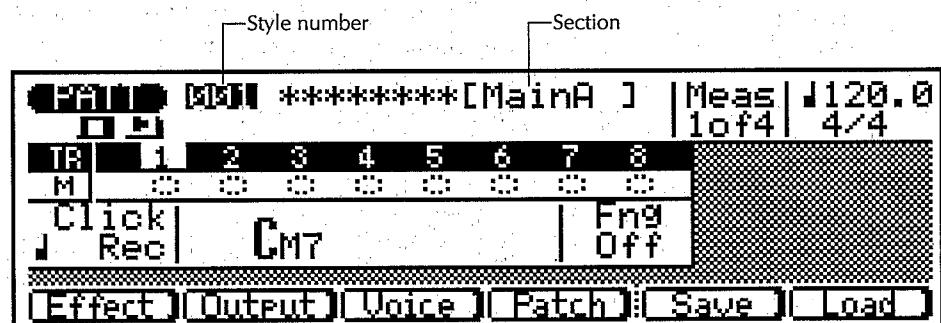 Style number Section
PATT 001 ********[MainA ] Meas ♩120.0
1of4 4/4
TR 1 2 3 4 5 6 7 8
M
Click Fng
♩ Rec CM7 Off
Effect Output Voice Patch Save Load